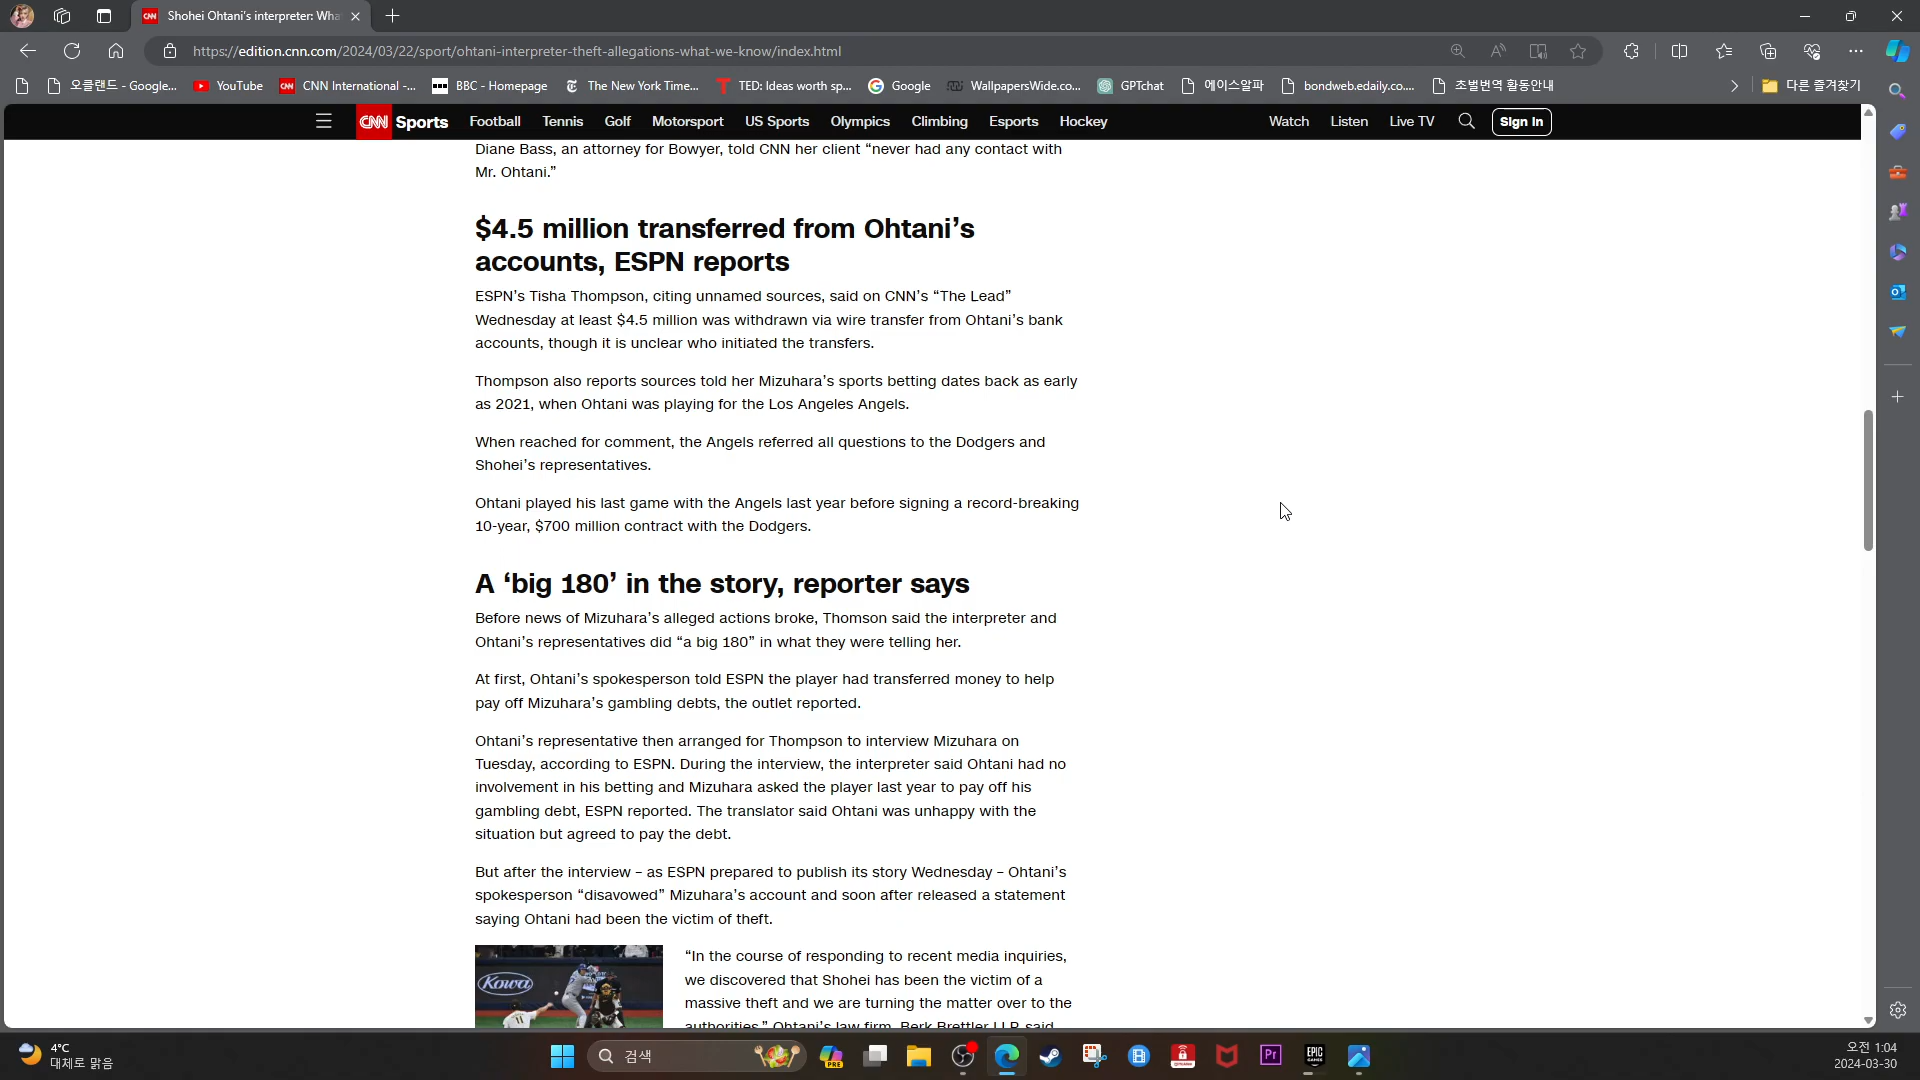 Shohei Ohtani's interpreter: Wha
https://edition.cnn.com/2024/03/22/sport/ohtani-interpreter-theft-allegations-what-we-know/index.html
오클랜드 - Google... YouTube CNN International -... BBC - Homepage The New York Time... TED: Ideas worth sp... Google WallpapersWide.co... GPTchat 에이스알파 bondweb.edaily.co.... 초벌번역 활동안내 다른 즐겨찾기
CNN Sports Football Tennis Golf Motorsport US Sports Olympics Climbing Esports Hockey Watch Listen Live TV Sign in
Diane Bass, an attorney for Bowyer, told CNN her client “never had any contact with
Mr. Ohtani.”
$4.5 million transferred from Ohtani’s
accounts, ESPN reports
ESPN’s Tisha Thompson, citing unnamed sources, said on CNN’s “The Lead”
Wednesday at least $4.5 million was withdrawn via wire transfer from Ohtani’s bank
accounts, though it is unclear who initiated the transfers.
Thompson also reports sources told her Mizuhara’s sports betting dates back as early
as 2021, when Ohtani was playing for the Los Angeles Angels.
When reached for comment, the Angels referred all questions to the Dodgers and
Shohei’s representatives.
Ohtani played his last game with the Angels last year before signing a record-breaking
10-year, $700 million contract with the Dodgers.
A ‘big 180’ in the story, reporter says
Before news of Mizuhara’s alleged actions broke, Thomson said the interpreter and
Ohtani’s representatives did “a big 180” in what they were telling her.
At first, Ohtani’s spokesperson told ESPN the player had transferred money to help
pay off Mizuhara’s gambling debts, the outlet reported.
Ohtani’s representative then arranged for Thompson to interview Mizuhara on
Tuesday, according to ESPN. During the interview, the interpreter said Ohtani had no
involvement in his betting and Mizuhara asked the player last year to pay off his
gambling debt, ESPN reported. The translator said Ohtani was unhappy with the
situation but agreed to pay the debt.
But after the interview – as ESPN prepared to publish its story Wednesday – Ohtani’s
spokesperson “disavowed” Mizuhara’s account and soon after released a statement
saying Ohtani had been the victim of theft.
Kowa
11
“In the course of responding to recent media inquiries,
we discovered that Shohei has been the victim of a
massive theft and we are turning the matter over to the
authorities,” Ohtani’s law firm, Berk Brettler LLP, said
4°C
대체로 맑음
검색
PRE
Pr
EPIC GAMES
오전 1:04
2024-03-30